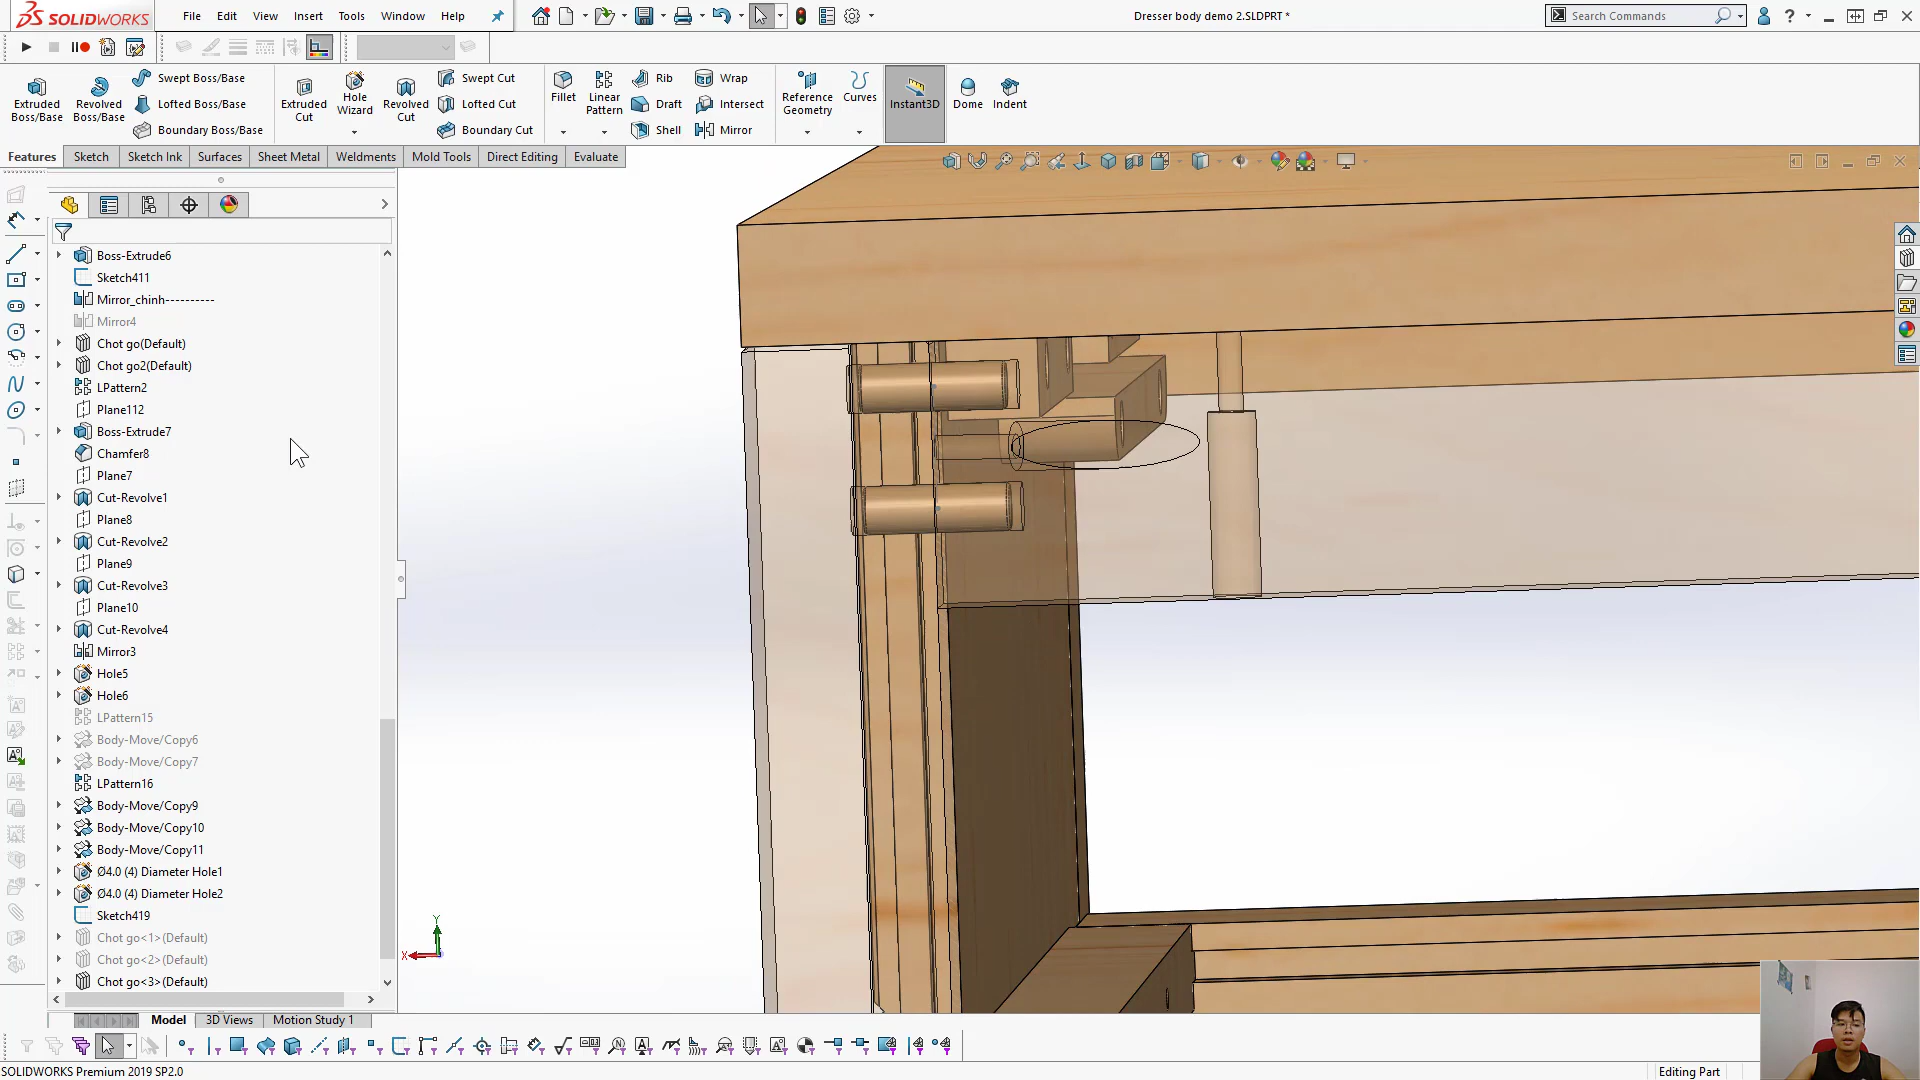 SOLIDWORKS
File Edit View Insert Tools Window Help
Dresser body demo 2.SLDPRT *
Search Commands
Extruded Boss/Base
Revolved Boss/Base
Swept Boss/Base
Lofted Boss/Base
Boundary Boss/Base
Extruded Cut
Hole Wizard
Revolved Cut
Swept Cut
Lofted Cut
Boundary Cut
Fillet
Linear Pattern
Rib
Draft
Shell
Wrap
Intersect
Mirror
Reference Geometry
Curves
Instant3D
Dome
Indent
Features Sketch Sketch Ink Surfaces Sheet Metal Weldments Mold Tools Direct Editing Evaluate
Boss-Extrude6
Sketch411
Mirror_chinh----------
Mirror4
Chot go(Default)
Chot go2(Default)
LPattern2
Plane112
Boss-Extrude7
Chamfer8
Plane7
Cut-Revolve1
Plane8
Cut-Revolve2
Plane9
Cut-Revolve3
Plane10
Cut-Revolve4
Mirror3
Hole5
Hole6
LPattern15
Body-Move/Copy6
Body-Move/Copy7
LPattern16
Body-Move/Copy9
Body-Move/Copy10
Body-Move/Copy11
Ø4.0 (4) Diameter Hole1
Ø4.0 (4) Diameter Hole2
Sketch419
Chot go<1>(Default)
Chot go<2>(Default)
Chot go<3>(Default)
Y
X
Model 3D Views Motion Study 1
SOLIDWORKS Premium 2019 SP2.0
Editing Part